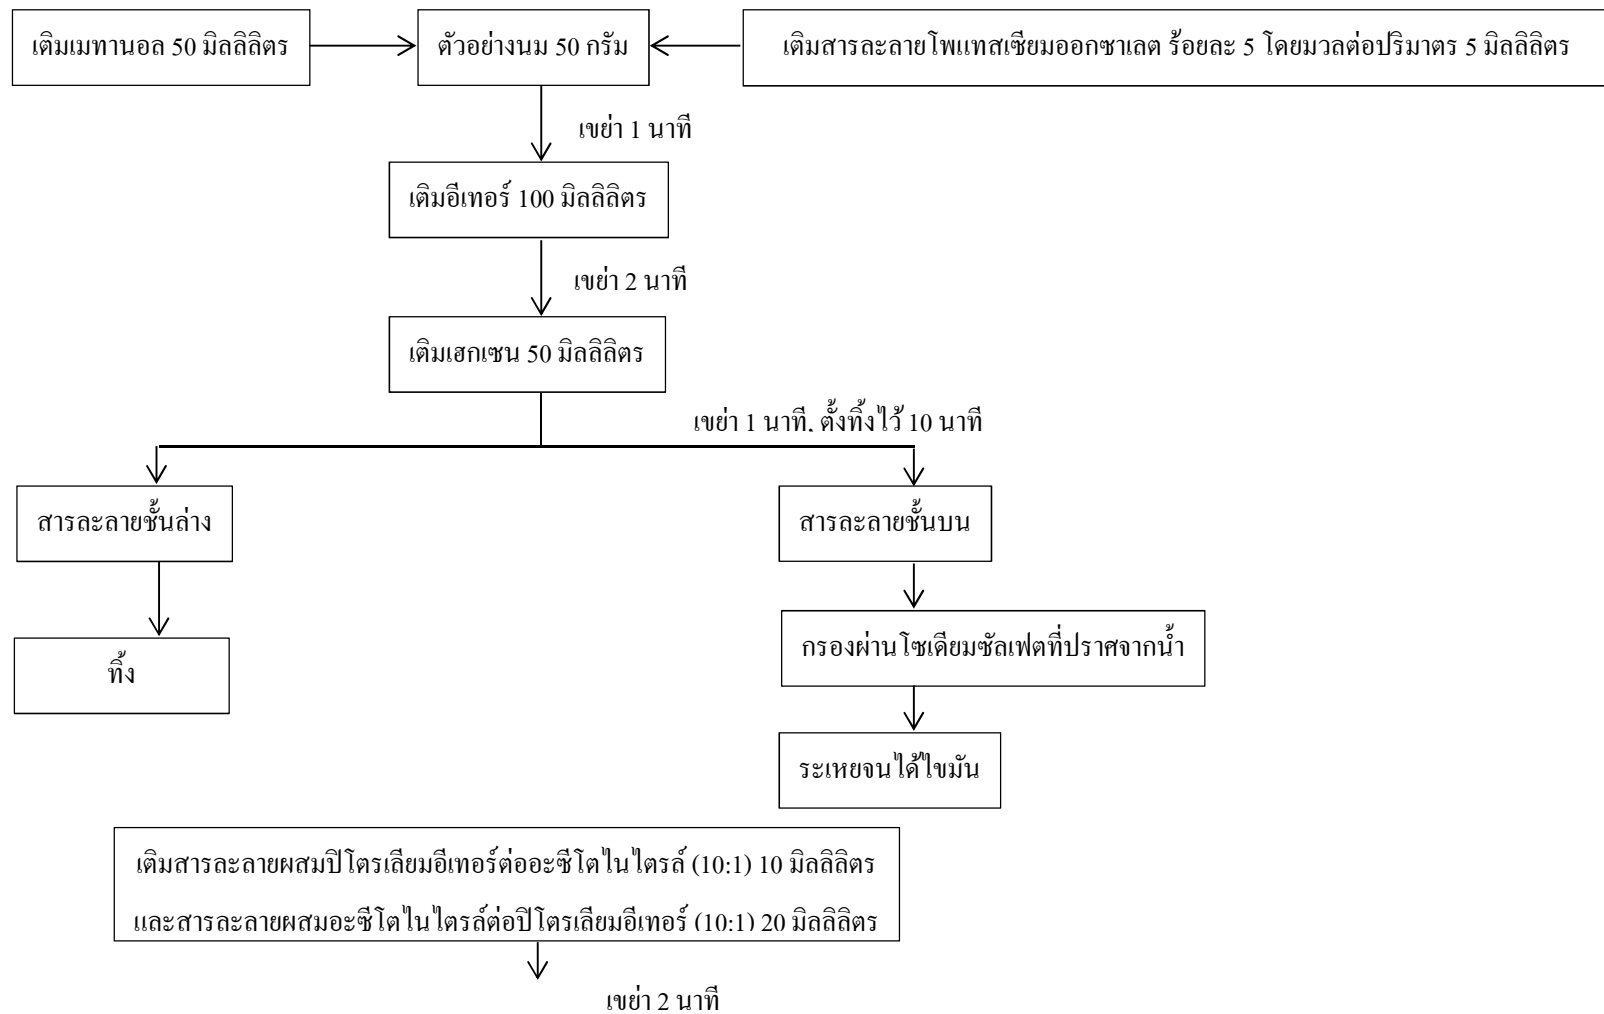 เติมเมทานอล 50 มิลลิลิตร
ตัวอย่างนม 50 กรัม
เติมสารละลายโพแทสเซียมออกซาเลต ร้อยละ 5 โดยมวลต่อปริมาตร 5 มิลลิลิตร
เขย่า 1 นาที
เติมอีเทอร์ 100 มิลลิลิตร
เขย่า 2 นาที
เติมเฮกเซน 50 มิลลิลิตร
เขย่า 1 นาที, ตั้งทิ้งไว้ 10 นาที
สารละลายชั้นล่าง
สารละลายชั้นบน
กรองผ่านโซเดียมซัลเฟตที่ปราศจากน้ำ
ทิ้ง
ระเหยจนได้ไขมัน
เติมสารละลายผสมปิโตรเลียมอีเทอร์ต่ออะซีโตไนไตรล์ (10:1) 10 มิลลิลิตร
และสารละลายผสมอะซีโตไนไตรล์ต่อปิโตรเลียมอีเทอร์ (10:1) 20 มิลลิลิตร
เขย่า 2 นาที